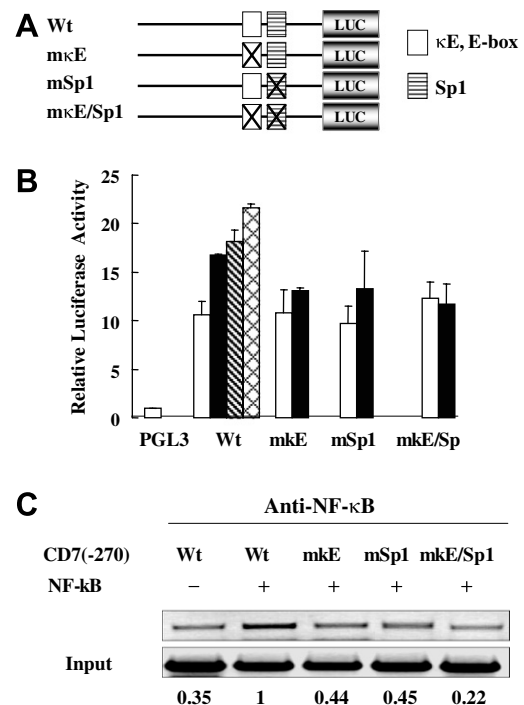 A
Wt LUC
mκE LUC
mSp1 LUC
mκE/Sp1 LUC
κE, E-box
Sp1
B
Relative Luciferase Activity
25
20
15
10
5
0
PGL3 Wt mkE mSp1 mkE/Sp
C
Anti-NF-κB
CD7(-270) Wt Wt mkE mSp1 mkE/Sp1
NF-kB − + + + +
Input
0.35 1 0.44 0.45 0.22